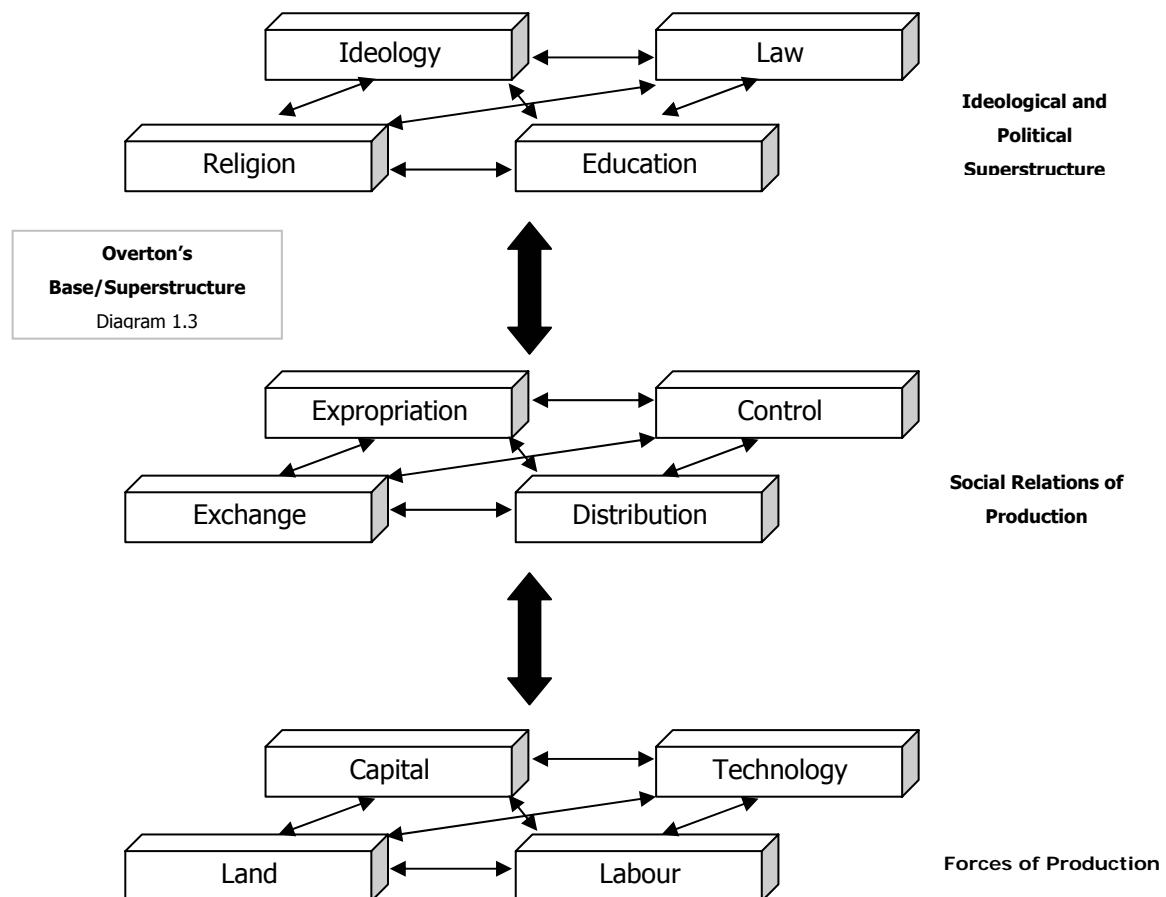 Ideology
Law
Ideological and
Political
Superstructure
Religion
Education
Overton's
Base/Superstructure
Diagram 1.3
Expropriation
Control
Social Relations of
Production
Exchange
Distribution
Capital
Technology
Land
Labour
Forces of Production